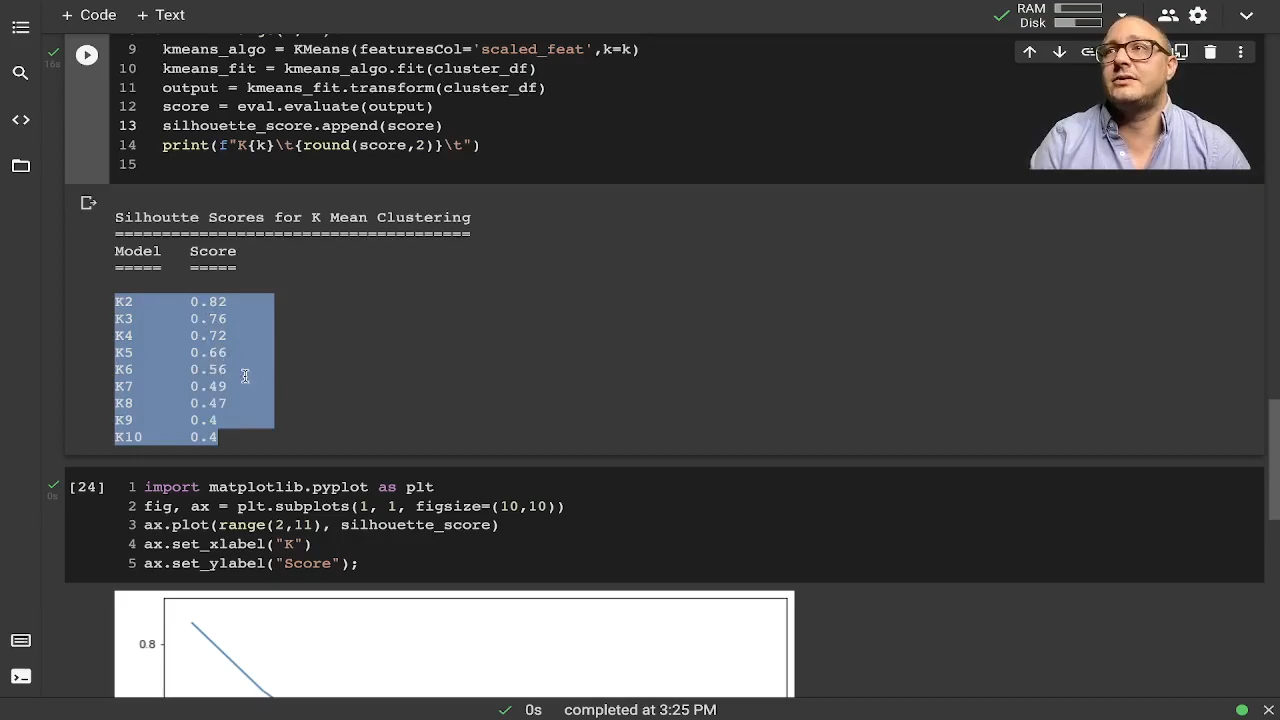 + Code + Text
RAM
Disk
16s
9 kmeans_algo = KMeans(featuresCol='scaled_feat',k=k)
10 kmeans_fit = kmeans_algo.fit(cluster_df)
11 output = kmeans_fit.transform(cluster_df)
12 score = eval.evaluate(output)
13 silhouette_score.append(score)
14 print(f"K{k}\t{round(score,2)}\t")
15
Silhoutte Scores for K Mean Clustering
======================================
Model Score
===== =====
K2 0.82
K3 0.76
K4 0.72
K5 0.66
K6 0.56
K7 0.49
K8 0.47
K9 0.4
K10 0.4
0s
[24] 1 import matplotlib.pyplot as plt
2 fig, ax = plt.subplots(1, 1, figsize=(10,10))
3 ax.plot(range(2,11), silhouette_score)
4 ax.set_xlabel("K")
5 ax.set_ylabel("Score");
0.8
0s completed at 3:25 PM